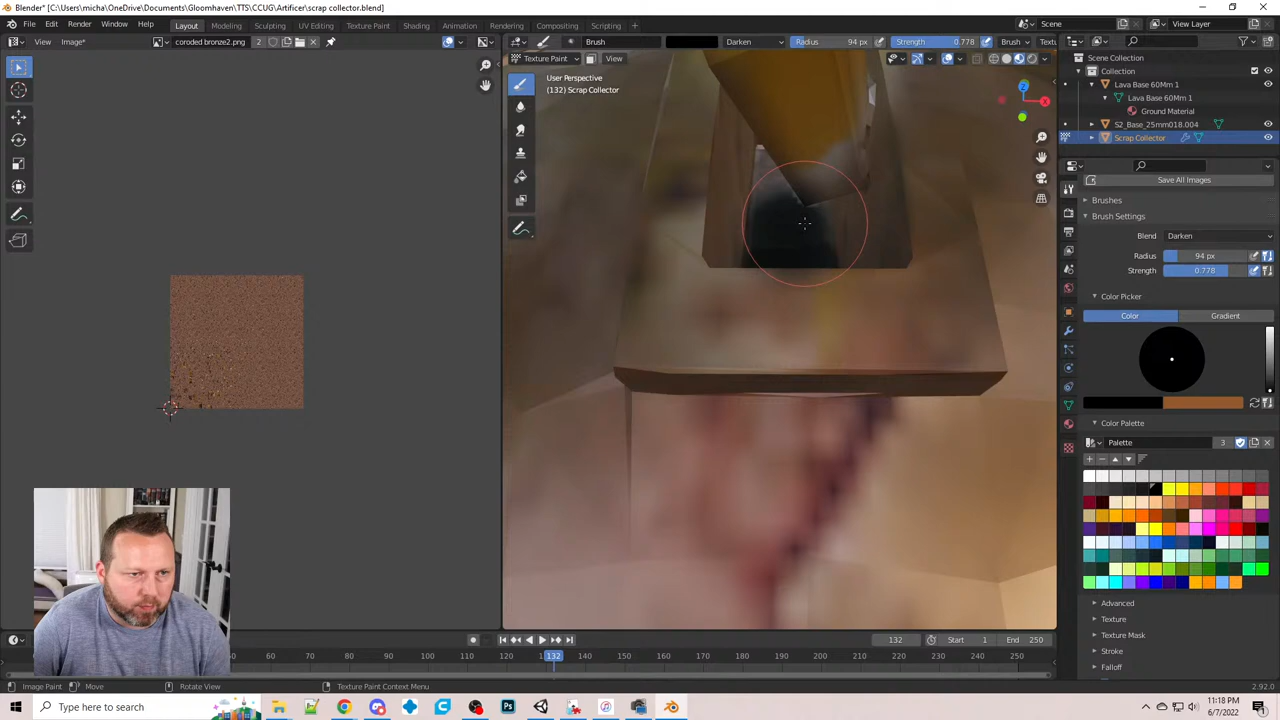 Blender* [C:\Users\micha\OneDrive\Documents\Gloomhaven\TTS\CCUG\Artificer\scrap collector.blend]
File Edit Render Window Help Layout Modeling Sculpting UV Editing Texture Paint Shading Animation Rendering Compositing Scripting Scene View Layer
View Image* coroded bronze2.png 2 Brush Darken Radius 94 px Strength 0.778 Brush Textu
Texture Paint View
User Perspective
(132) Scrap Collector
Scene Collection
Collection
Lava Base 60Mm 1
Lava Base 60Mm 1
Ground Material
S2_Base_25mm018.004
Scrap Collector
Save All Images
Brushes
Brush Settings
Blend Darken
Radius 94 px
Strength 0.778
Color Picker
Color Gradient
Color Palette
Palette 3
Advanced
Texture
Texture Mask
Stroke
Falloff
132 Start 1 End 250
50 60 70 80 90 100 110 120 132 140 150 160 170 180 190 200 210 220 230 240 250
Image Paint Move Rotate View Texture Paint Context Menu 2.92.0
Type here to search
11:18 PM
6/7/2022
1